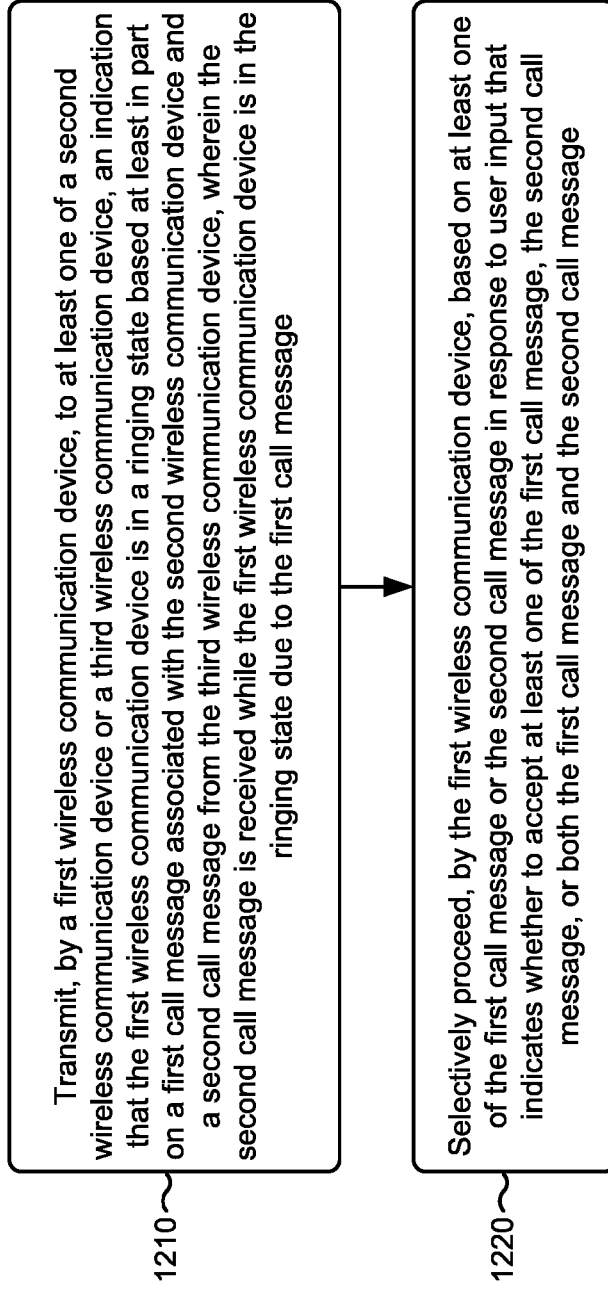 1210
Transmit, by a first wireless communication device, to at least one of a second
wireless communication device or a third wireless communication device, an indication
that the first wireless communication device is in a ringing state based at least in part
on a first call message associated with the second wireless communication device and
a second call message from the third wireless communication device, wherein the
second call message is received while the first wireless communication device is in the
ringing state due to the first call message
1220
Selectively proceed, by the first wireless communication device, based on at least one
of the first call message or the second call message in response to user input that
indicates whether to accept at least one of the first call message, the second call
message, or both the first call message and the second call message